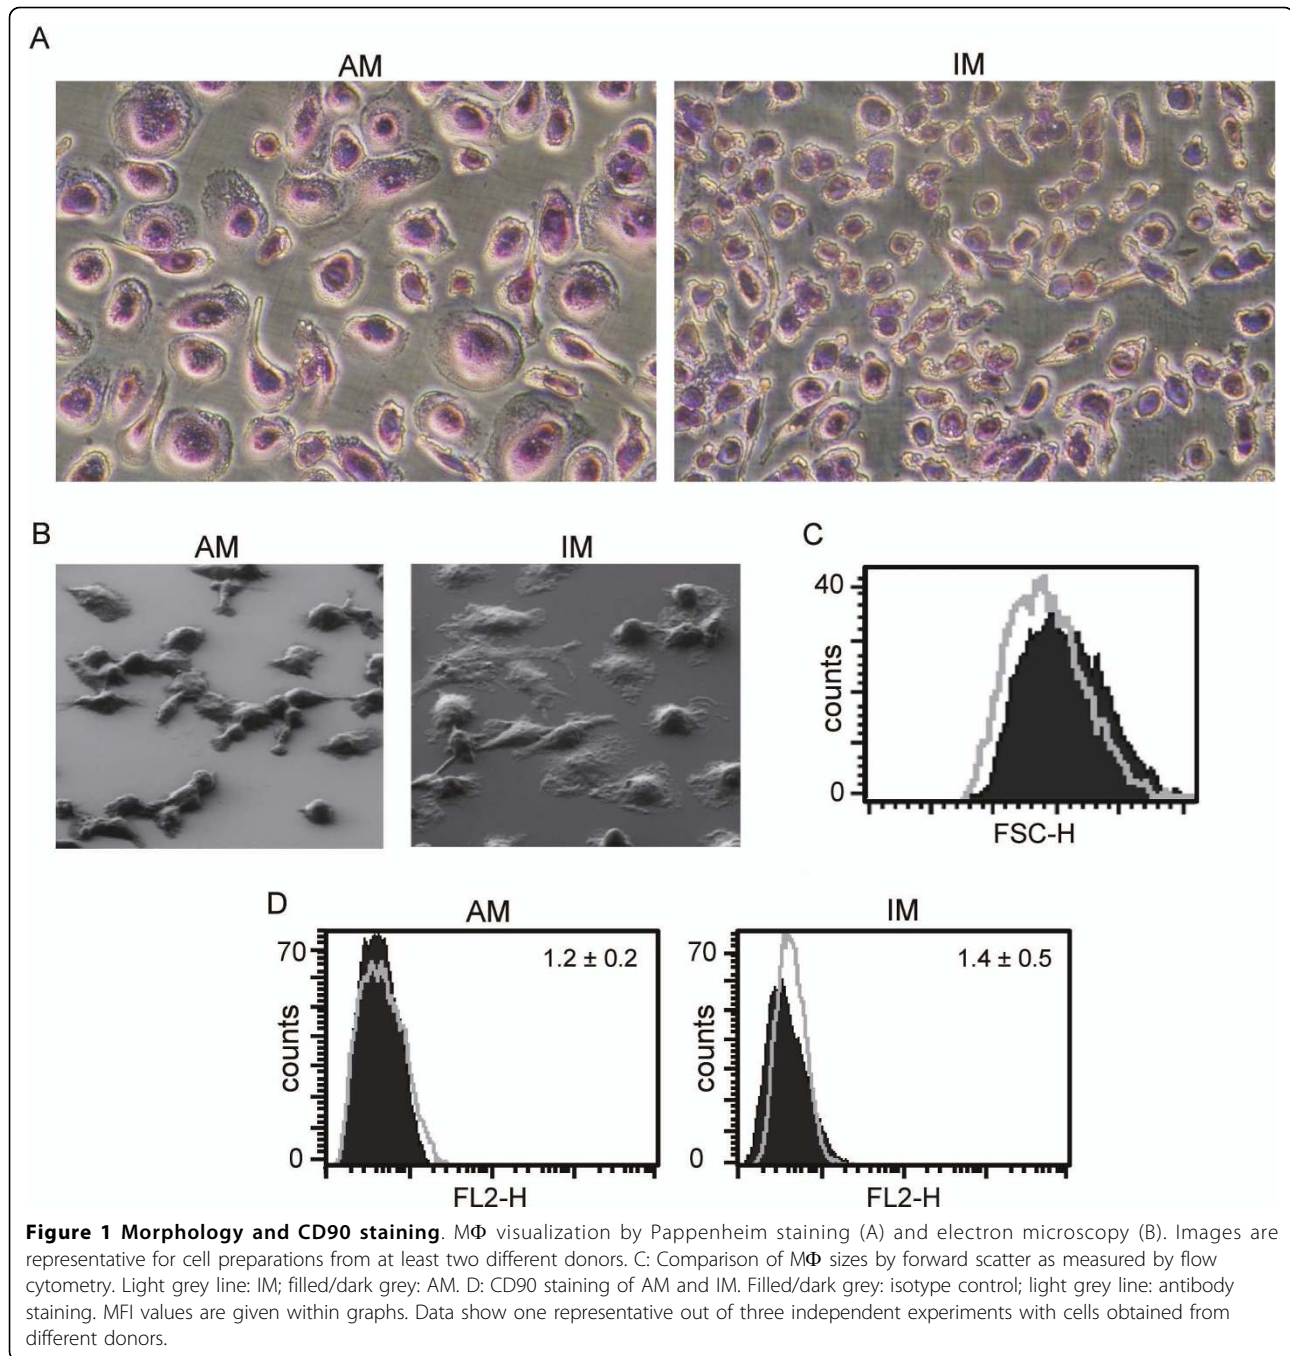 A
AM
IM
B
AM
IM
C
40
counts
0
FSC-H
D
AM
IM
70
1.2 ± 0.2
counts
0
FL2-H
70
1.4 ± 0.5
counts
0
FL2-H
Figure 1 Morphology and CD90 staining. MΦ visualization by Pappenheim staining (A) and electron microscopy (B). Images are
representative for cell preparations from at least two different donors. C: Comparison of MΦ sizes by forward scatter as measured by flow
cytometry. Light grey line: IM; filled/dark grey: AM. D: CD90 staining of AM and IM. Filled/dark grey: isotype control; light grey line: antibody
staining. MFI values are given within graphs. Data show one representative out of three independent experiments with cells obtained from
different donors.